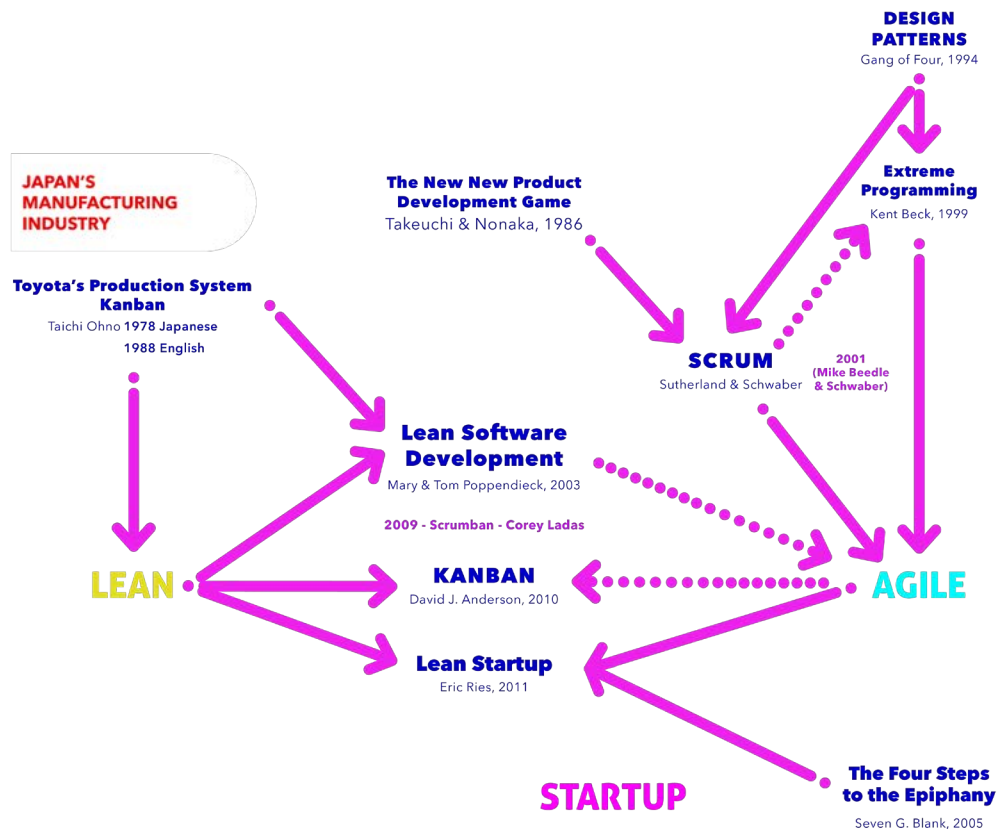 DESIGN
PATTERNS
Gang of Four, 1994
JAPAN'S
MANUFACTURING
INDUSTRY
The New New Product
Development Game
Takeuchi & Nonaka, 1986
Extreme
Programming
Kent Beck, 1999
Toyota's Production System
Kanban
Taichi Ohno 1978 Japanese
1988 English
SCRUM
Sutherland & Schwaber
2001
(Mike Beedle
& Schwaber)
Lean Software
Development
Mary & Tom Poppendieck, 2003
2009 - Scrumban - Corey Ladas
LEAN
KANBAN
David J. Anderson, 2010
AGILE
Lean Startup
Eric Ries, 2011
STARTUP
The Four Steps
to the Epiphany
Seven G. Blank, 2005